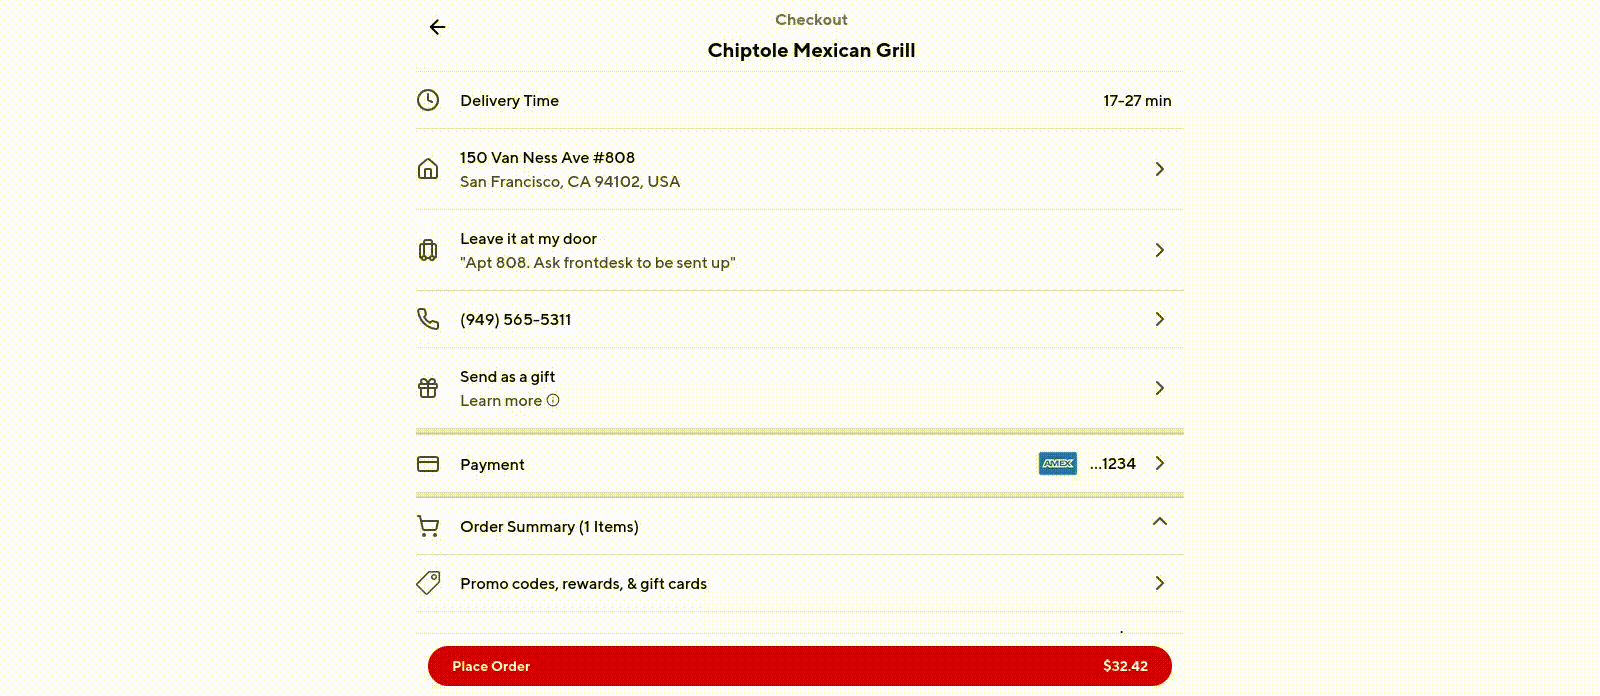 Checkout
Chiptole Mexican Grill
Delivery Time 17-27 min
150 Van Ness Ave #808
San Francisco, CA 94102, USA
Leave it at my door
"Apt 808. Ask frontdesk to be sent up"
(949) 565-5311
Send as a gift
Learn more
Payment AMEX ...1234
Order Summary (1 Items)
Promo codes, rewards, & gift cards
Place Order $32.42